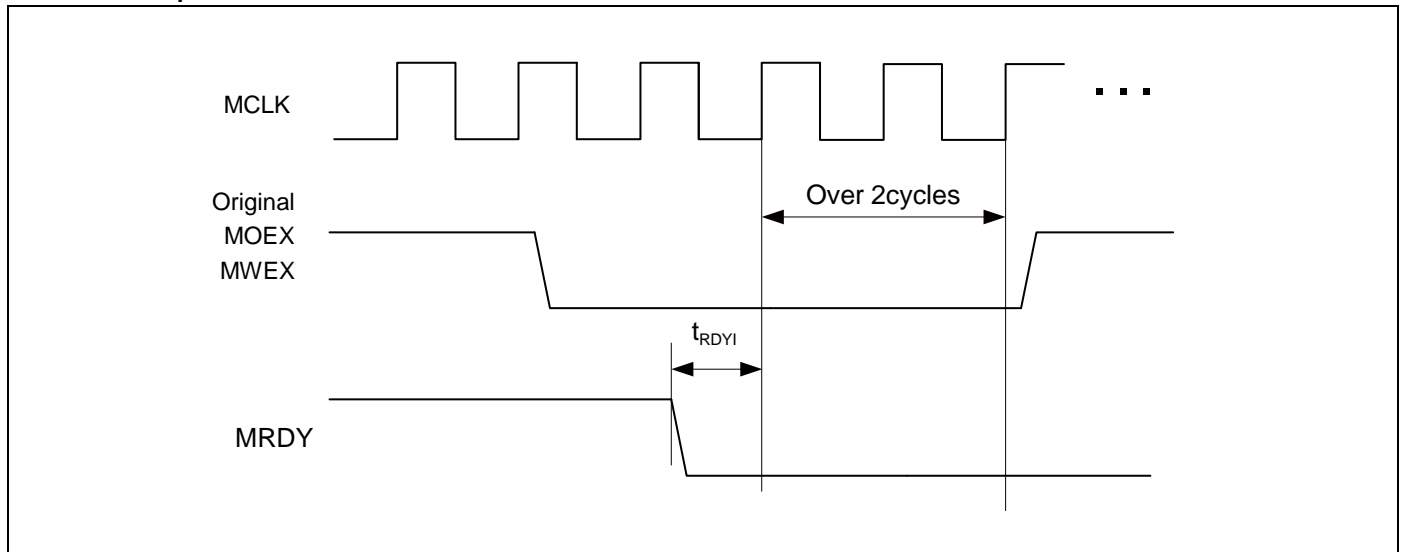 MCLK
Original
MOEX
MWEX
Over 2cycles
tRDYI
MRDY